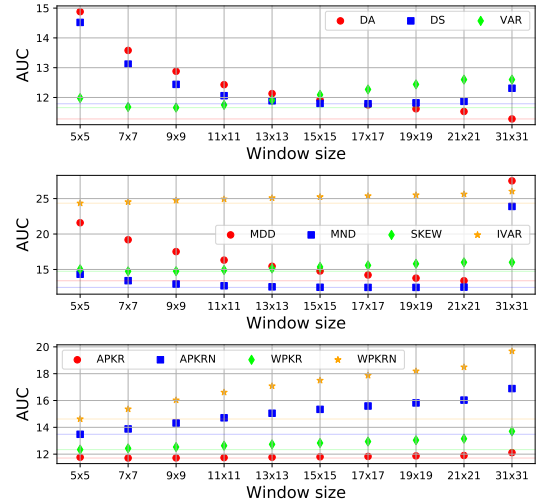 15
14
13
12
AUC
DA DS VAR
5x5 7x7 9x9 11x11 13x13 15x15 17x17 19x19 21x21 31x31
Window size
25
20
15
AUC
MDD MND SKEW IVAR
5x5 7x7 9x9 11x11 13x13 15x15 17x17 19x19 21x21 31x31
Window size
20
18
16
14
12
AUC
APKR APKRN WPKR WPKRN
5x5 7x7 9x9 11x11 13x13 15x15 17x17 19x19 21x21 31x31
Window size